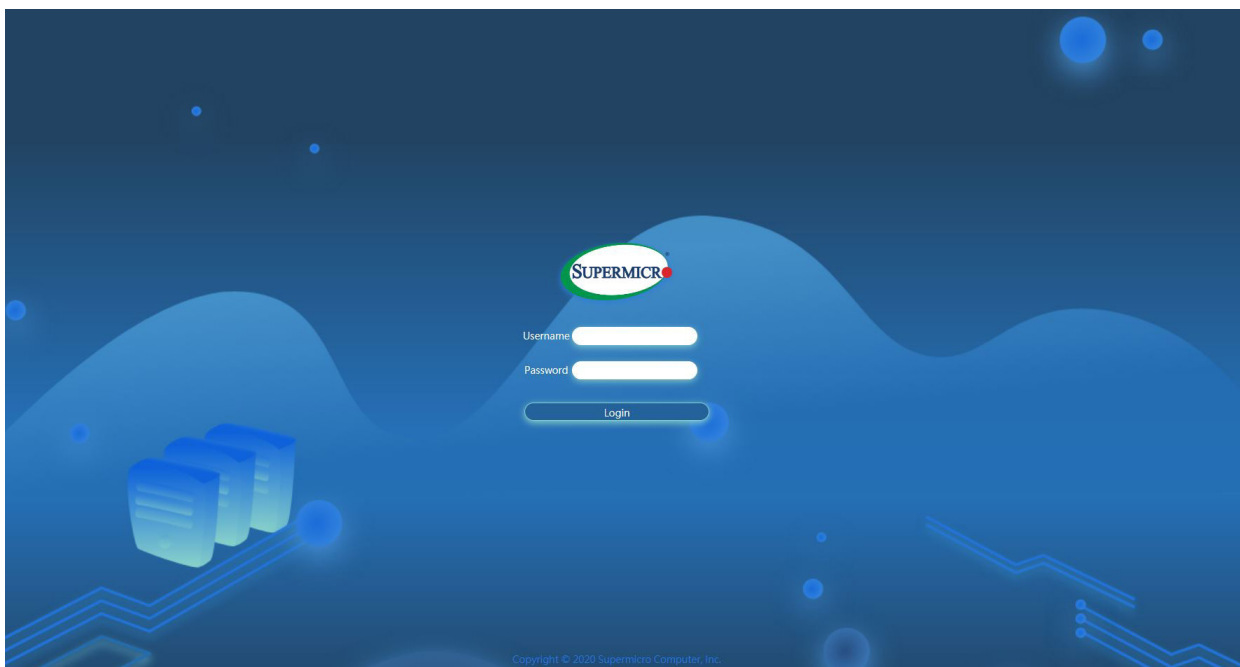 SUPERMICRO
Username
Password
Login
Copyright © 2020 Supermicro Computer, Inc.